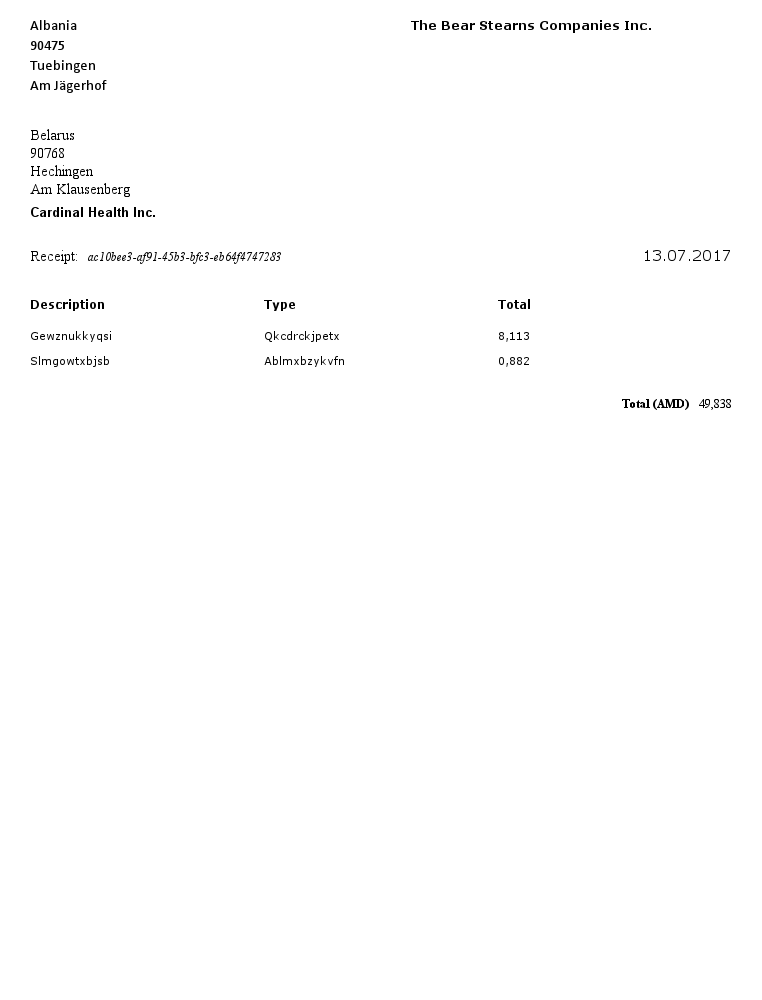 Albania
90475
Tuebingen
Am Jägerhof
The Bear Stearns Companies Inc.
Belarus
90768
Hechingen
Am Klausenberg
Cardinal Health Inc.
Receipt: ac10bee3-af91-45b3-bfc3-eb64f4747283 13.07.2017
Description Type Total
Gewznukkyqsi Qkcdrckjpetx 8,113
Slmgowtxbjsb Ablmxbzykvfn 0,882
Total (AMD) 49,838